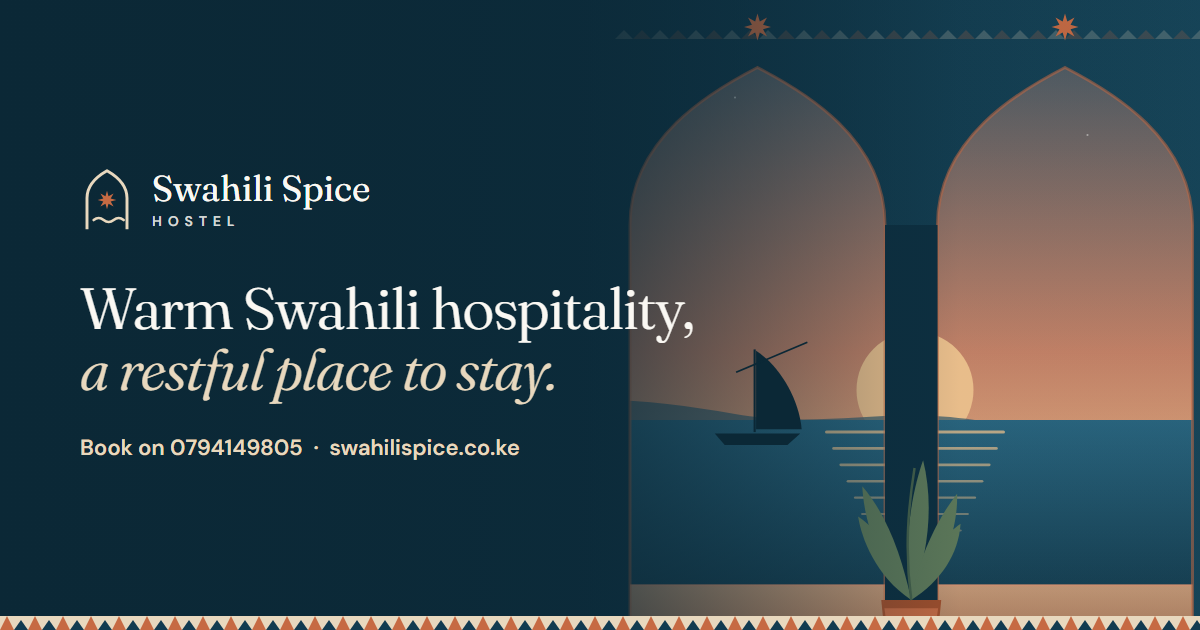 Swahili Spice
HOSTEL
Warm Swahili hospitality,
a restful place to stay.
Book on 0794149805 · swahilispice.co.ke